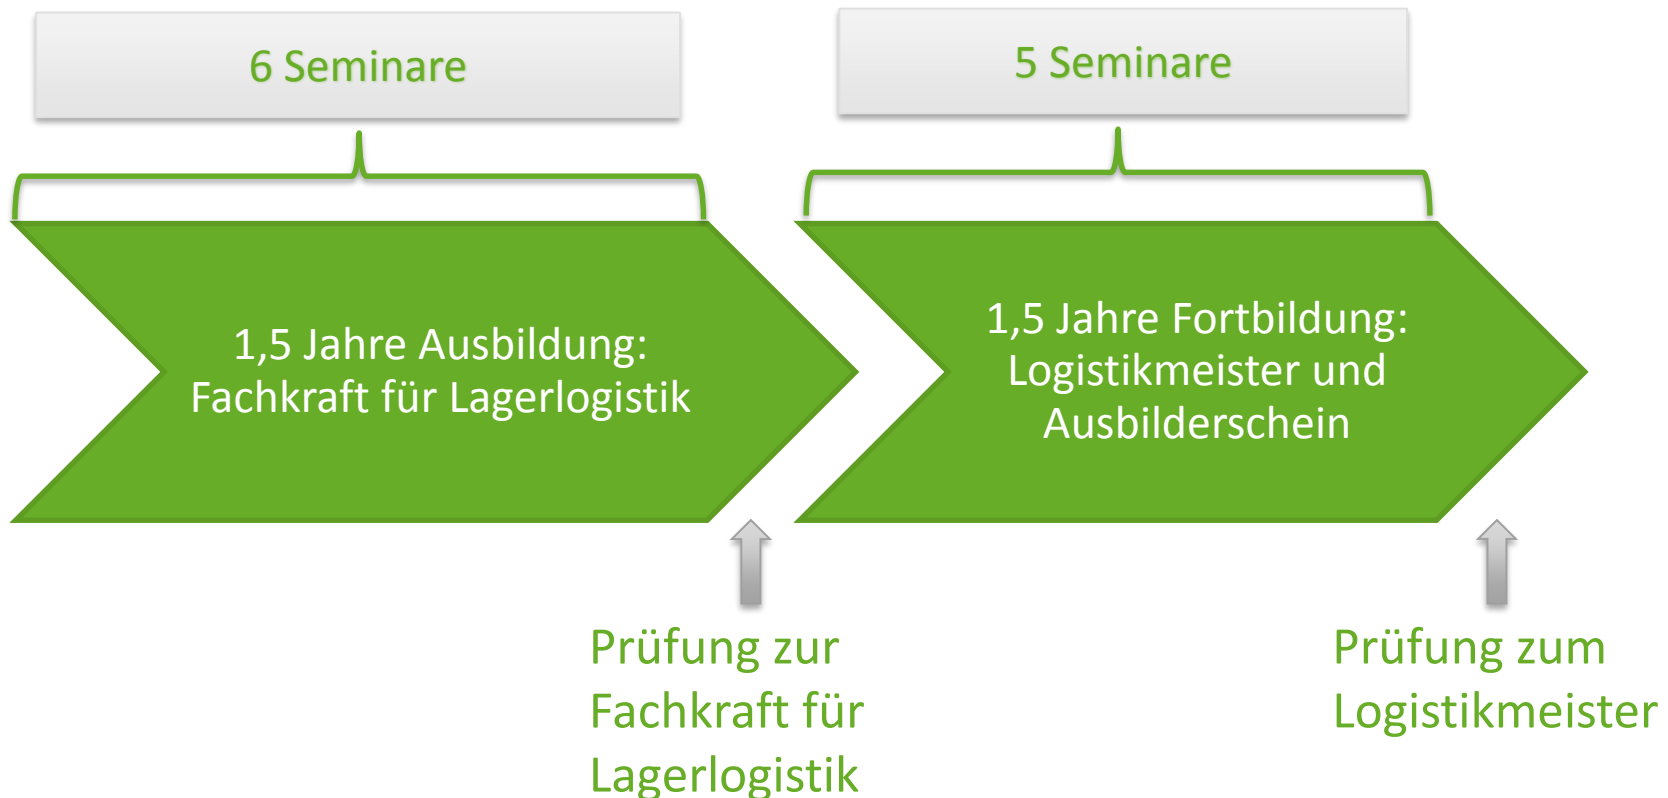 6 Seminare
5 Seminare
1,5 Jahre Ausbildung:
Fachkraft für Lagerlogistik
1,5 Jahre Fortbildung:
Logistikmeister und
Ausbilderschein
Prüfung zur
Fachkraft für
Lagerlogistik
Prüfung zum
Logistikmeister